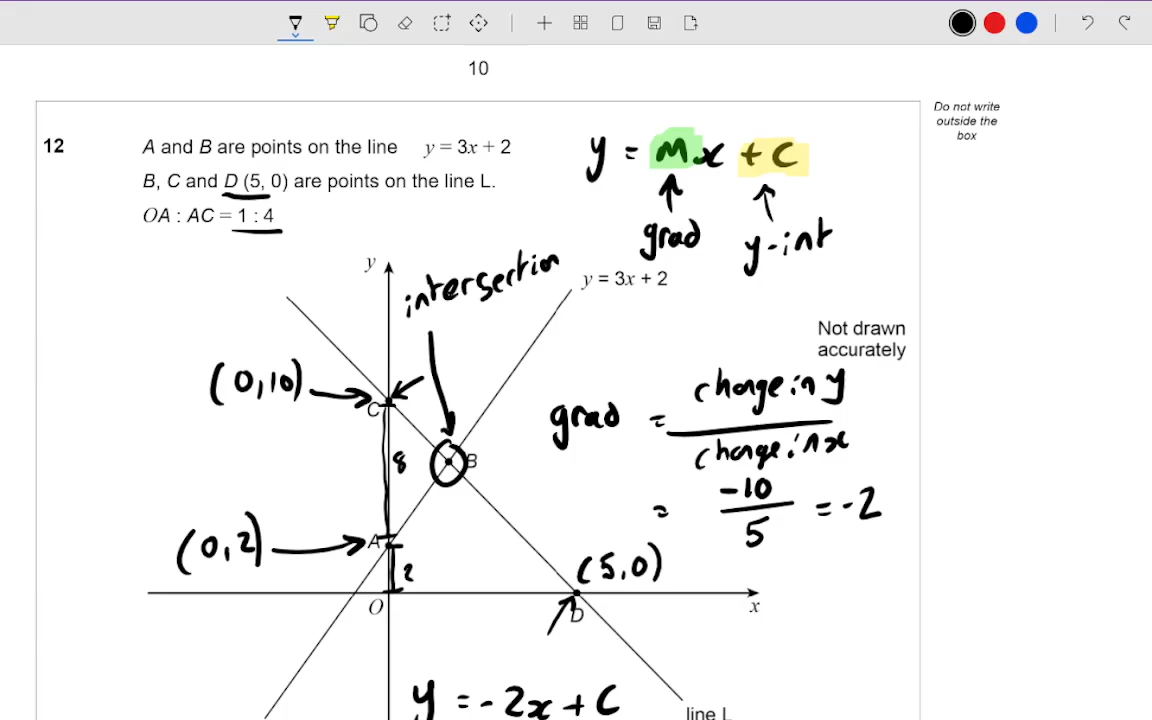 10
Do not write
outside the
box
12 A and B are points on the line y = 3x + 2
B, C and D (5, 0) are points on the line L.
OA : AC = 1 : 4
y = mx + c
grad
y-int
y
intersection
y = 3x + 2
Not drawn
accurately
(0,10)
C
grad = change in y
change in x
8
B
= -10
5
= -2
(0,2)
A
2
(5,0)
O
D
x
y = -2x + C
line L